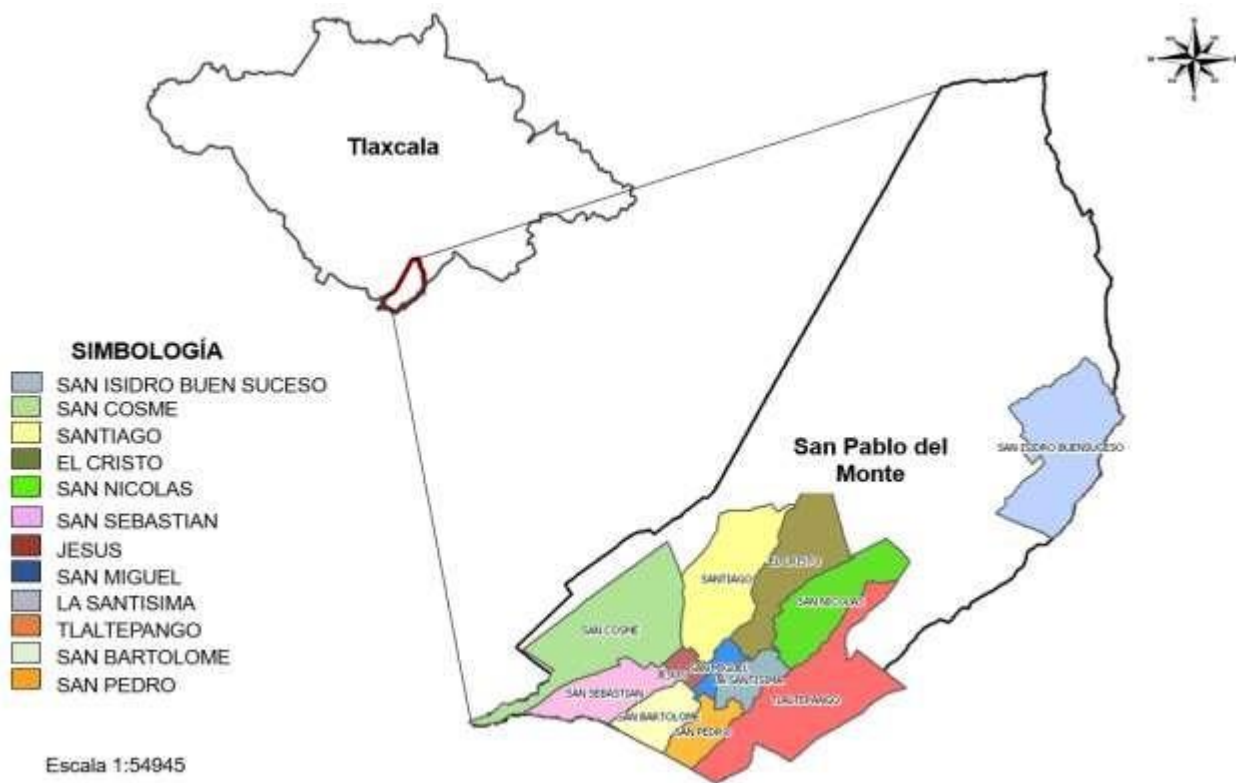 Tlaxcala
SIMBOLOGÍA
SAN ISIDRO BUEN SUCESO
SAN COSME
SANTIAGO
EL CRISTO
SAN NICOLAS
SAN SEBASTIAN
JESUS
SAN MIGUEL
LA SANTISIMA
TLALTEPANGO
SAN BARTOLOME
SAN PEDRO
Escala 1:54945
San Pablo del
Monte
SAN ISIDRO BUENSUCESO
SANTIAGO
EL CRISTO
SAN NICOLAS
SAN COSME
SAN MIGUEL
JESUS
LA SANTISIMA
SAN SEBASTIAN
TLALTEPANGO
SAN BARTOLOME
SAN PEDRO